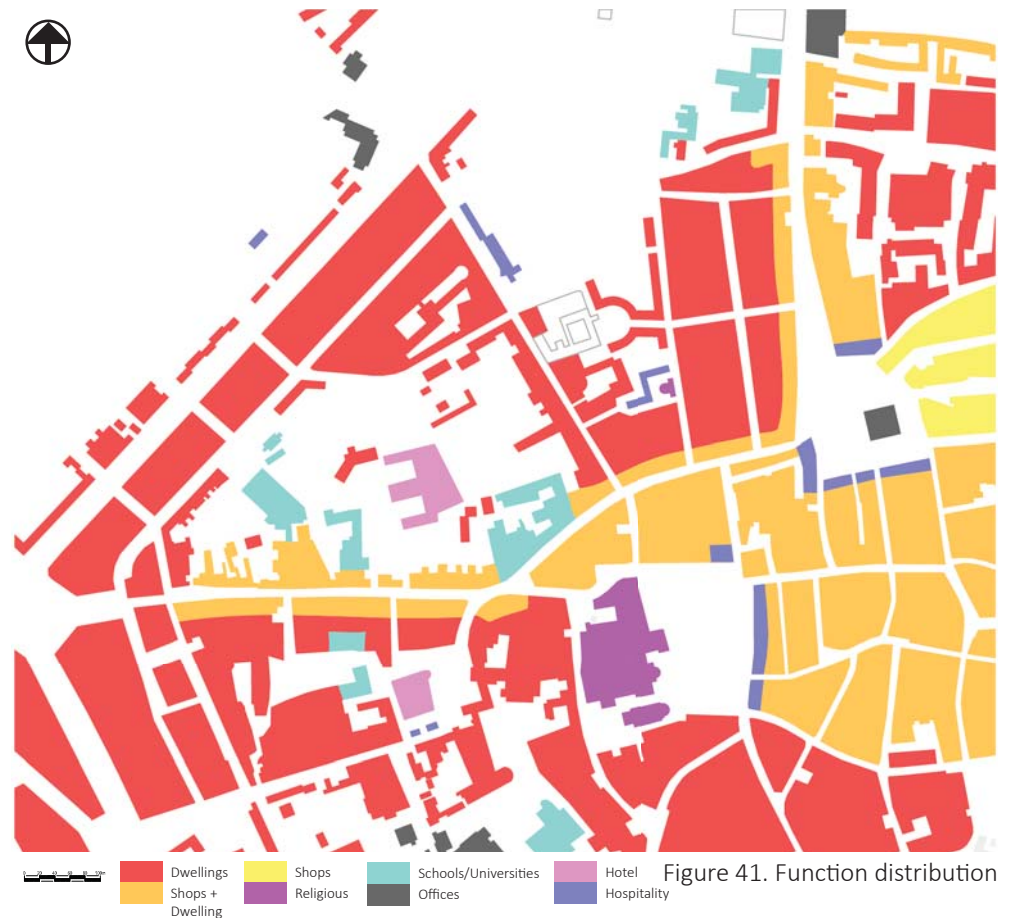 Dwellings
Shops +
Dwelling
Shops
Religious
Schools/Universities
Offices
Hotel
Hospitality
Figure 41. Function distribution